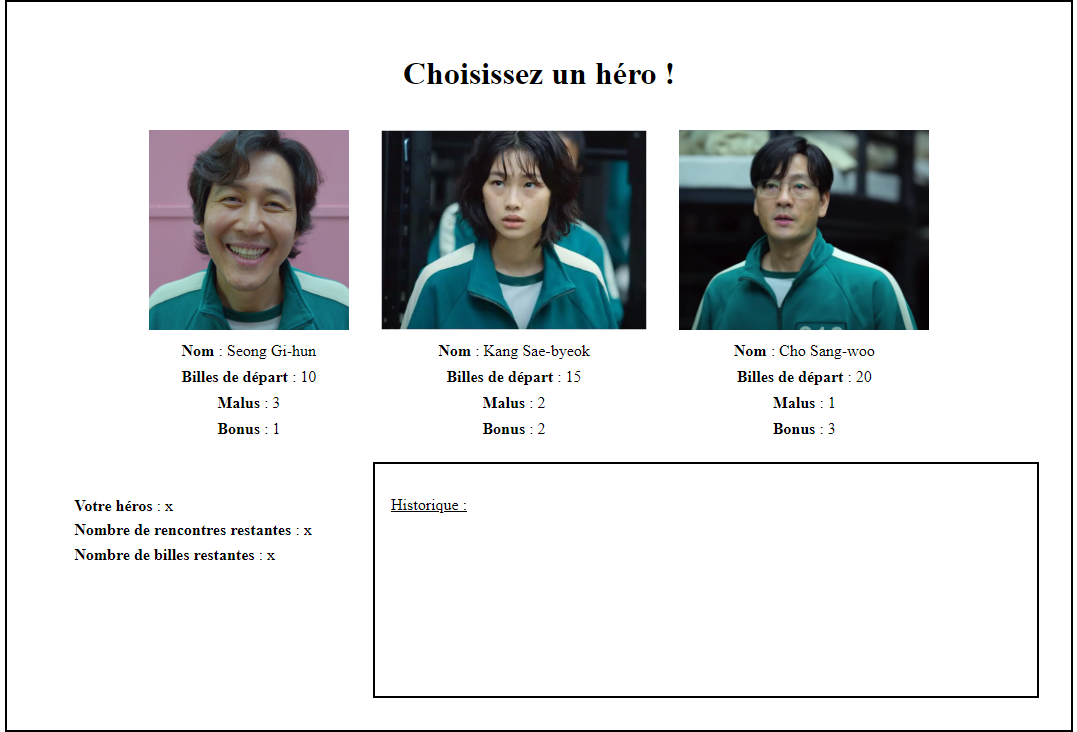 Choisissez un héro !
Nom : Seong Gi-hun
Billes de départ : 10
Malus : 3
Bonus : 1
Nom : Kang Sae-byeok
Billes de départ : 15
Malus : 2
Bonus : 2
Nom : Cho Sang-woo
Billes de départ : 20
Malus : 1
Bonus : 3
Votre héros : x
Nombre de rencontres restantes : x
Nombre de billes restantes : x
Historique :